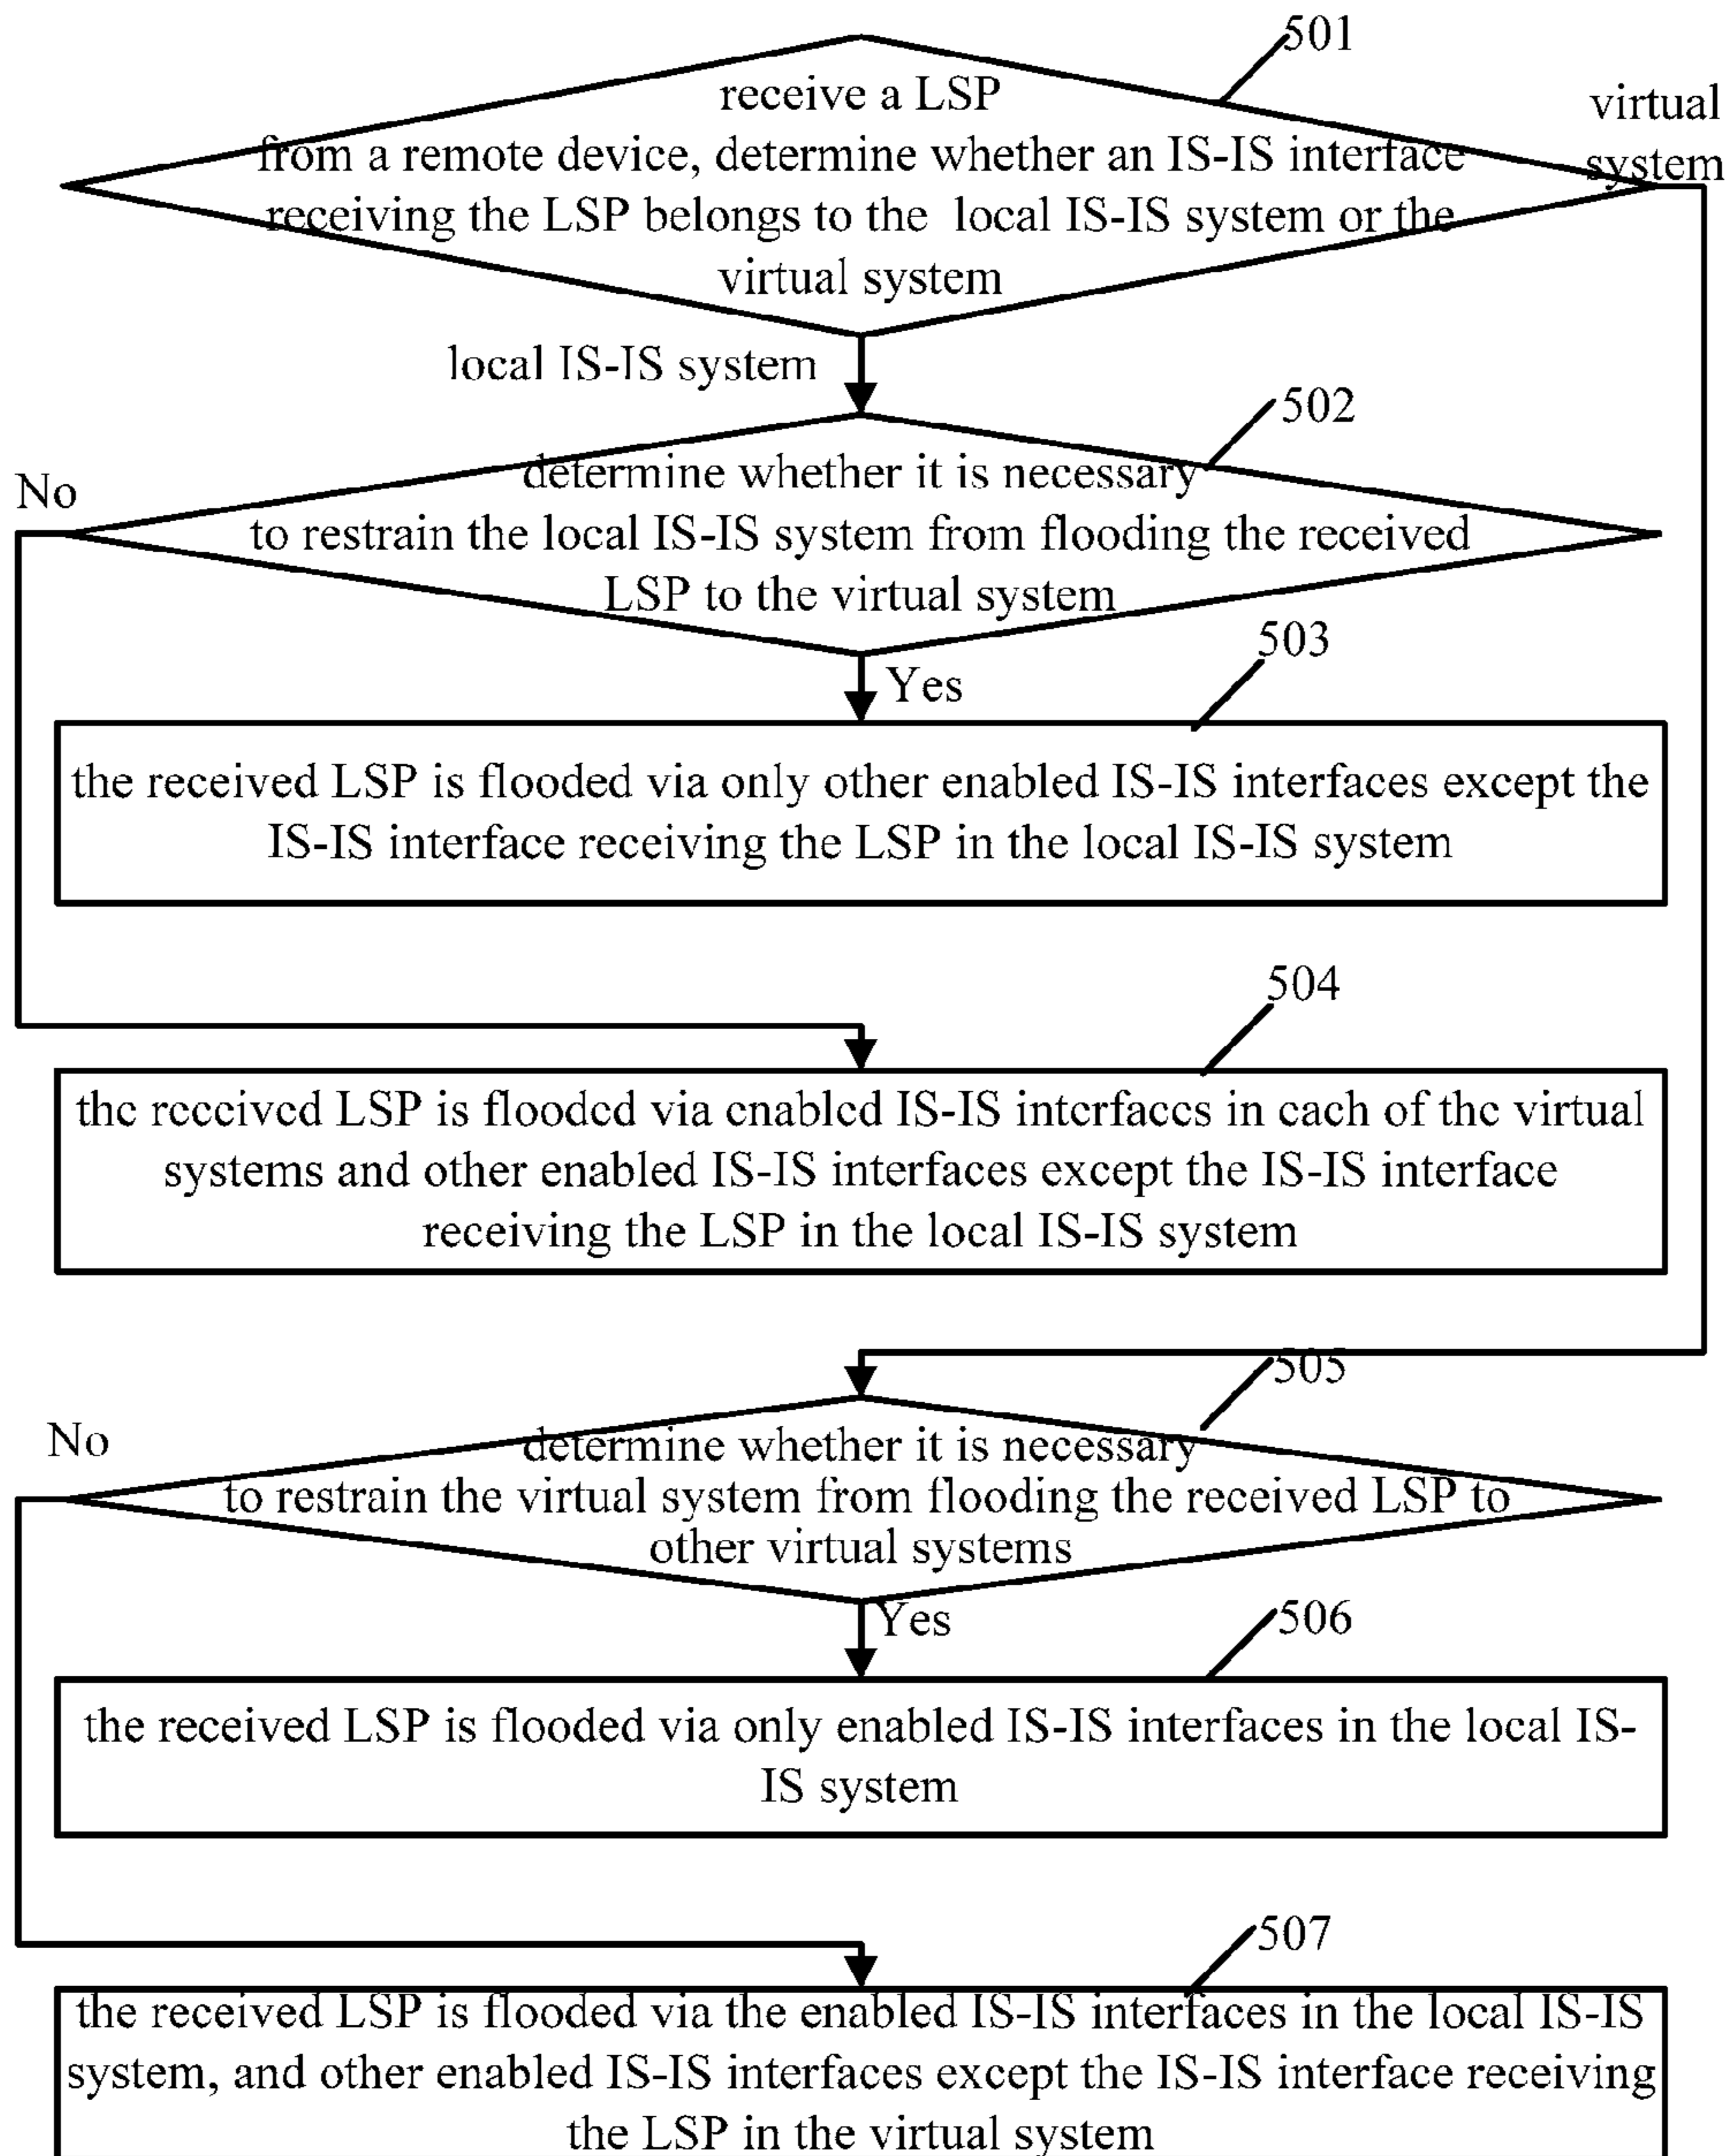 501
virtual
system
receive a LSP
from a remote device, determine whether an IS-IS interface
receiving the LSP belongs to the local IS-IS system or the
virtual system
local IS-IS system
502
No
determine whether it is necessary
to restrain the local IS-IS system from flooding the received
LSP to the virtual system
503
Yes
the received LSP is flooded via only other enabled IS-IS interfaces except the
IS-IS interface receiving the LSP in the local IS-IS system
504
the received LSP is flooded via enabled IS-IS interfaces in each of the virtual
systems and other enabled IS-IS interfaces except the IS-IS interface
receiving the LSP in the local IS-IS system
505
No
determine whether it is necessary
to restrain the virtual system from flooding the received LSP to
other virtual systems
Yes
506
the received LSP is flooded via only enabled IS-IS interfaces in the local IS-
IS system
507
the received LSP is flooded via the enabled IS-IS interfaces in the local IS-IS
system, and other enabled IS-IS interfaces except the IS-IS interface receiving
the LSP in the virtual system